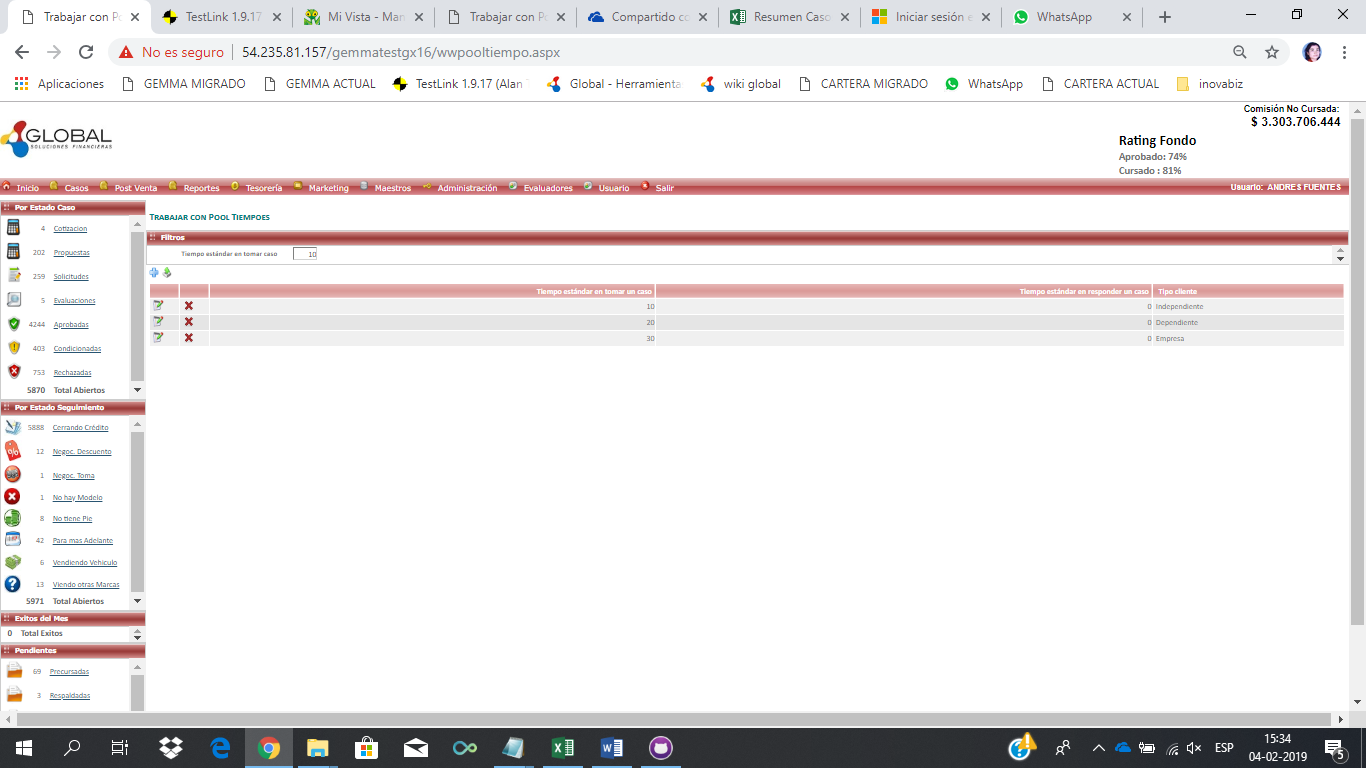 Trabajar con Po
TestLink 1.9.17
Mi Vista - Man
Trabajar con Po
Compartido co
Resumen Caso
Iniciar sesión e
WhatsApp
No es seguro
54.235.81.157/gemmatestgx16/wwpooltiempo.aspx
Aplicaciones
GEMMA MIGRADO
GEMMA ACTUAL
TestLink 1.9.17 (Alan
Global - Herramienta
wiki global
CARTERA MIGRADO
WhatsApp
CARTERA ACTUAL
inovabiz
Comisión No Cursada:
$ 3.303.706.444
GLOBAL
SOLUCIONES FINANCIERAS
Rating Fondo
Aprobado: 74%
Cursado : 81%
Inicio Casos Post Venta Reportes Tesorería Marketing Maestros Administración Evaluadores Usuario Salir
Usuario: ANDRES FUENTES
Por Estado Caso
4 Cotizacion
202 Propuestas
259 Solicitudes
5 Evaluaciones
4244 Aprobadas
403 Condicionadas
753 Rechazadas
5870 Total Abiertos
Por Estado Seguimiento
5888 Cerrando Crédito
12 Negoc. Descuento
1 Negoc. Toma
1 No hay Modelo
8 No tiene Pie
42 Para mas Adelante
6 Vendiendo Vehiculo
13 Viendo otras Marcas
5971 Total Abiertos
Exitos del Mes
0 Total Exitos
Pendientes
69 Precursadas
3 Respaldadas
Trabajar con Pool Tiempoes
Filtros
Tiempo estándar en tomar caso 10
Tiempo estándar en tomar un caso Tiempo estándar en responder un caso Tipo cliente
10 0 Independiente
20 0 Dependiente
30 0 Empresa
ESP
15:34
04-02-2019
5